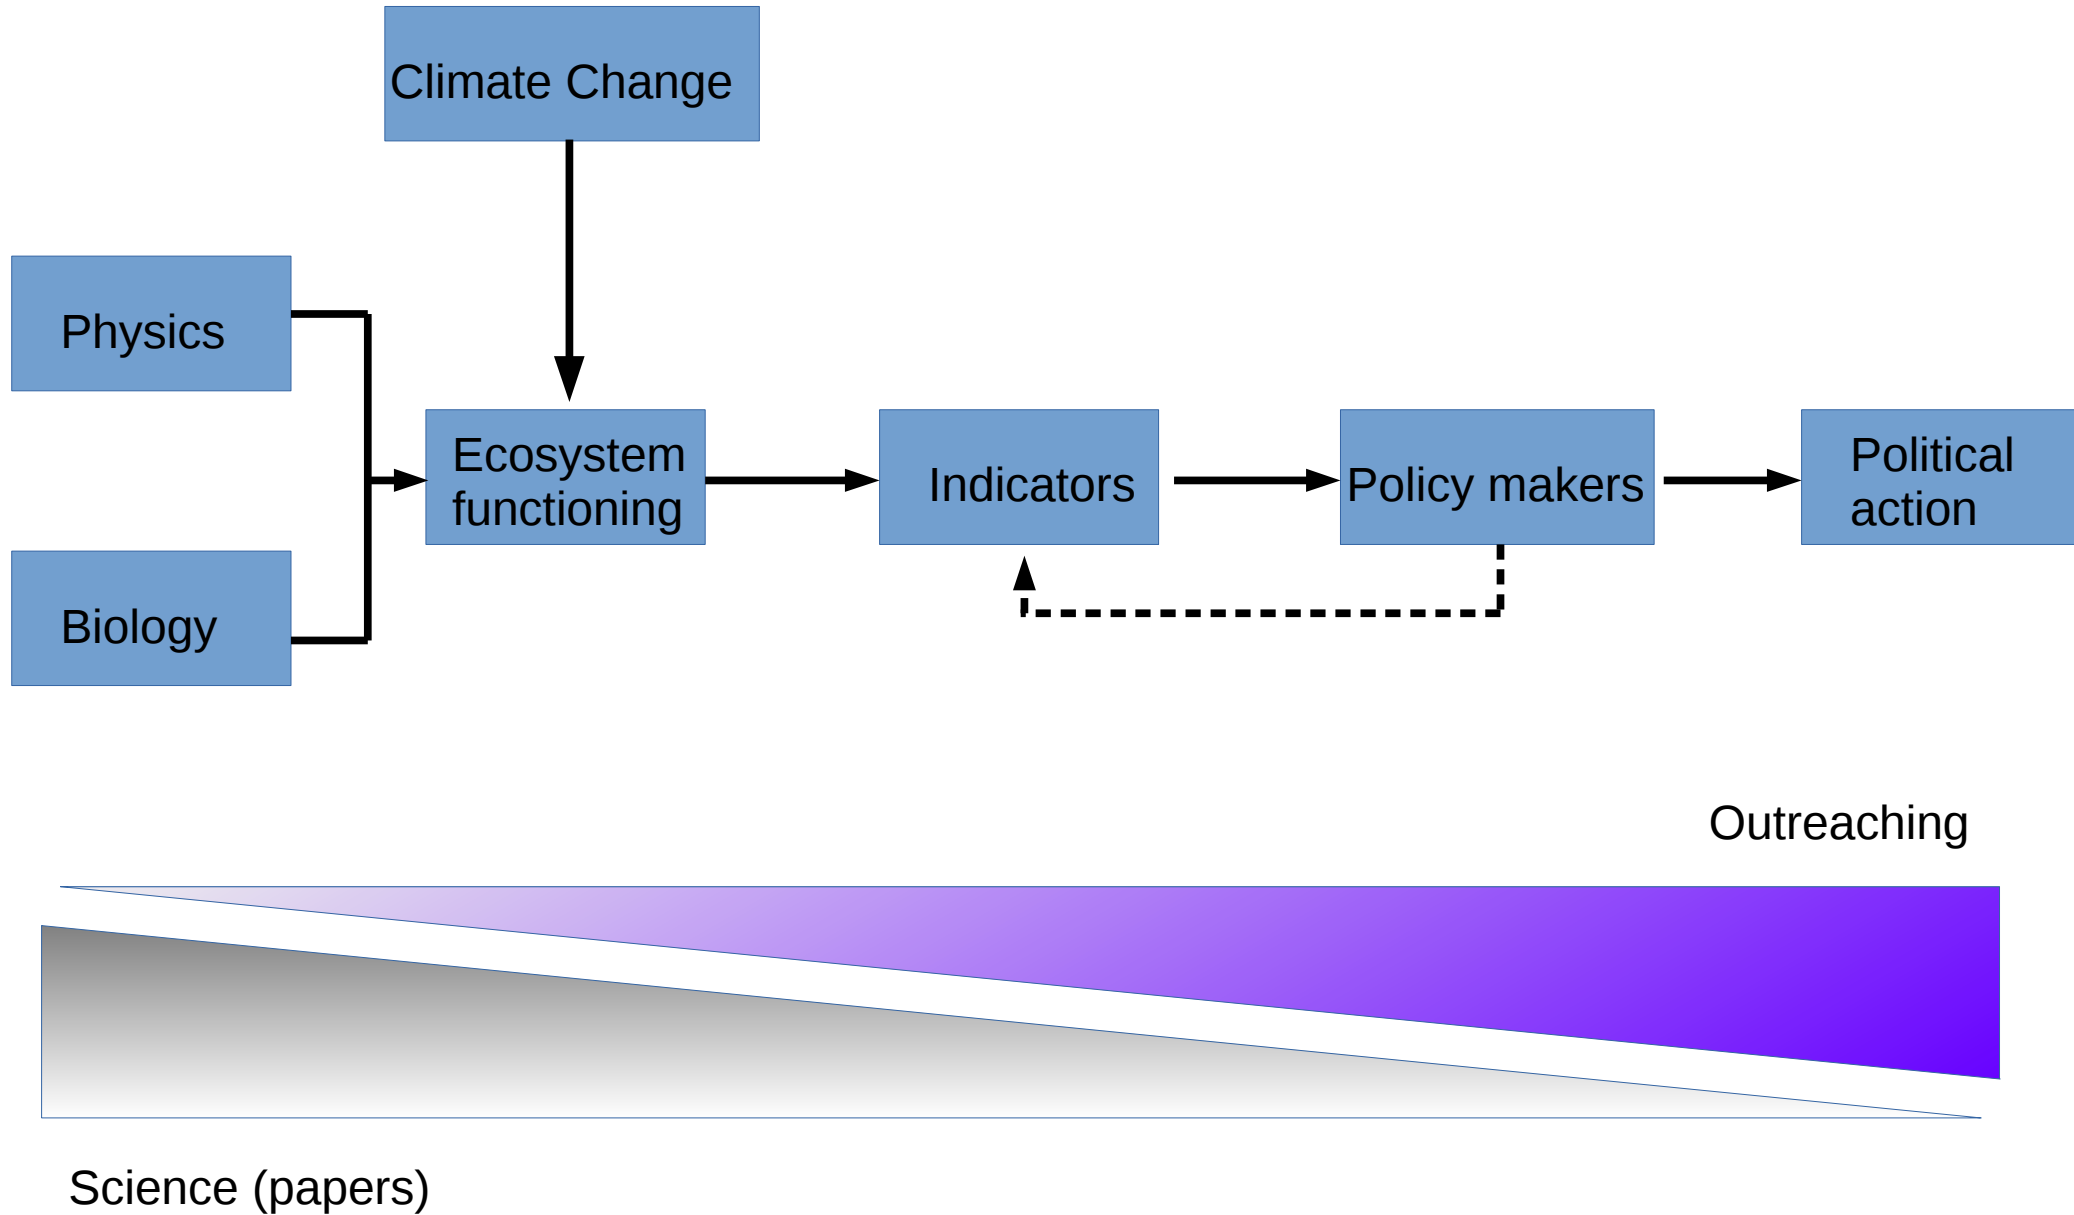 Climate Change
Physics
Ecosystem
functioning
Indicators
Policy makers
Political
action
Biology
Outreaching
Science (papers)